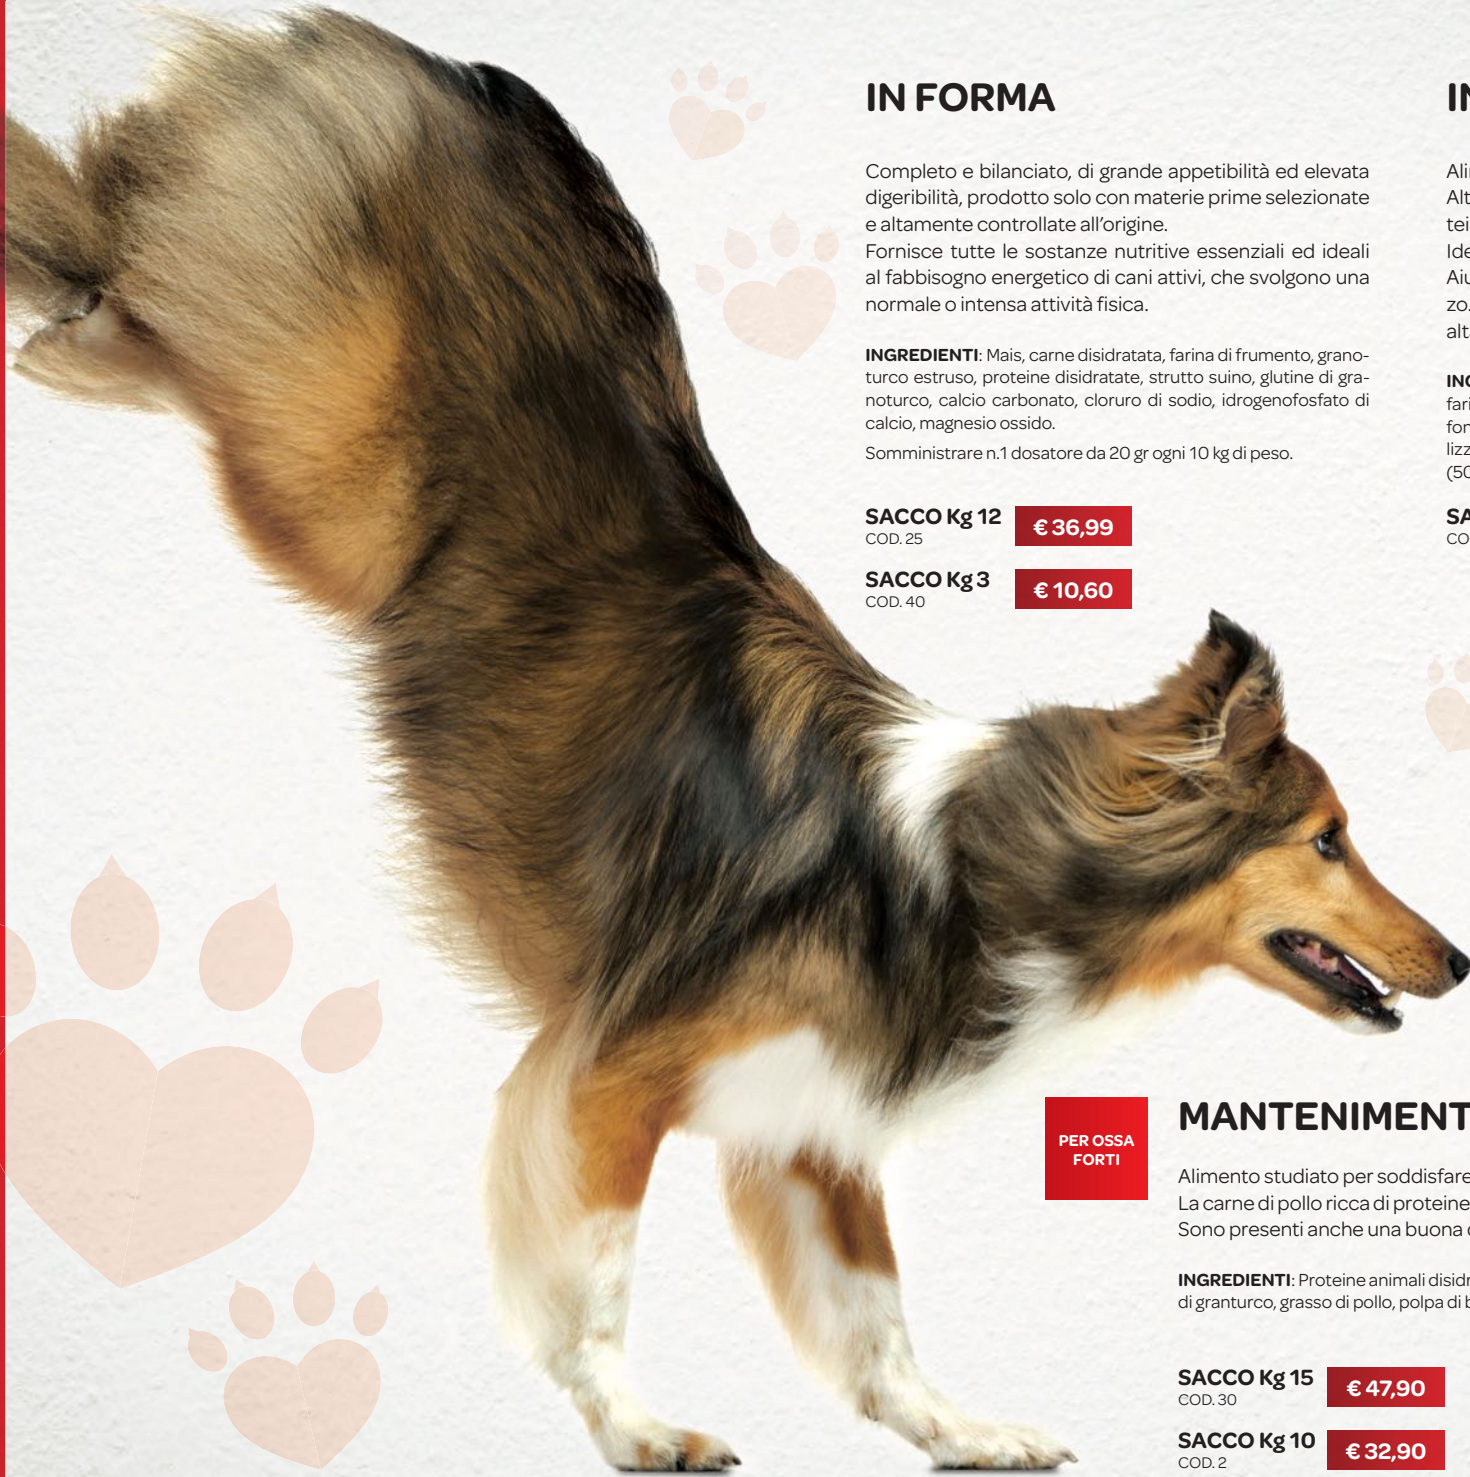 IN FORMA
Completo e bilanciato, di grande appetibilità ed elevata
digeribilità, prodotto solo con materie prime selezionate
e altamente controllate all'origine.
Fornisce tutte le sostanze nutritive essenziali ed ideali
al fabbisogno energetico di cani attivi, che svolgono una
normale o intensa attività fisica.
INGREDIENTI: Mais, carne disidratata, farina di frumento, grano-
turco estruso, proteine disidratate, strutto suino, glutine di gra-
noturco, calcio carbonato, cloruro di sodio, idrogenofosfato di
calcio, magnesio ossido.
Somministrare n.1 dosatore da 20 gr ogni 10 kg di peso.
SACCO Kg 12
COD. 25
€ 36,99
SACCO Kg 3
COD. 40
€ 10,60
PER OSSA
FORTI
MANTENIMENT
Alimento studiato per soddisfare
La carne di pollo ricca di proteine
Sono presenti anche una buona
INGREDIENTI: Proteine animali disidr
di granturco, grasso di pollo, polpa di
SACCO Kg 15
COD. 30
€ 47,90
SACCO Kg 10
COD. 2
€ 32,90